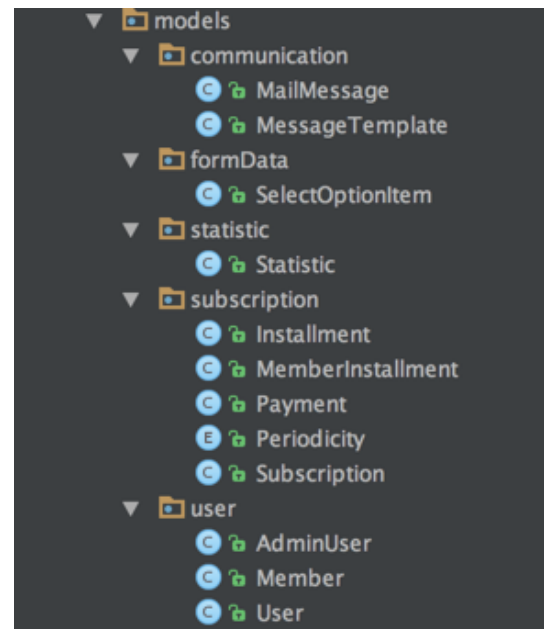 models
communication
C MailMessage
C MessageTemplate
formData
C SelectOptionItem
statistic
C Statistic
subscription
C Installment
C MemberInstallment
C Payment
E Periodicity
C Subscription
user
C AdminUser
C Member
C User